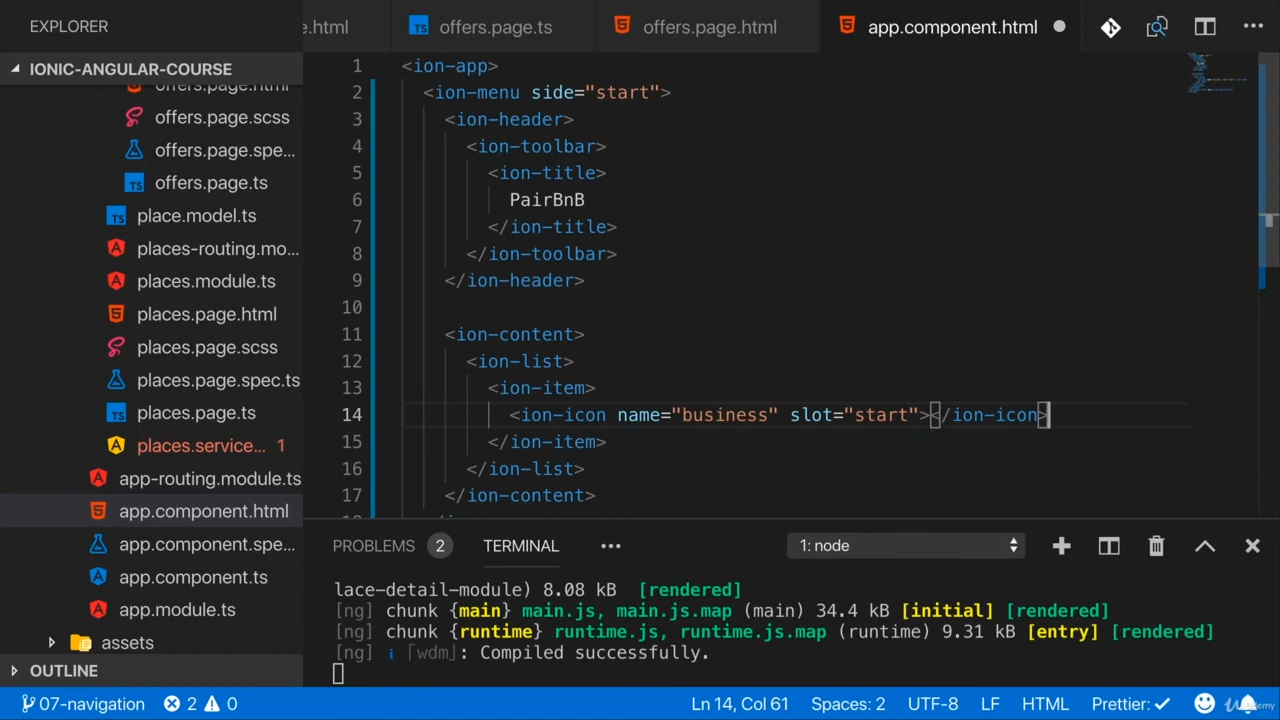 EXPLORER
e.html
offers.page.ts
offers.page.html
app.component.html
IONIC-ANGULAR-COURSE
offers.page.html
offers.page.scss
offers.page.spe...
offers.page.ts
place.model.ts
places-routing.mo...
places.module.ts
places.page.html
places.page.scss
places.page.spec.ts
places.page.ts
places.service... 1
app-routing.module.ts
app.component.html
app.component.spe...
app.component.ts
app.module.ts
assets
OUTLINE
1 <ion-app>
2 <ion-menu side="start">
3 <ion-header>
4 <ion-toolbar>
5 <ion-title>
6 PairBnB
7 </ion-title>
8 </ion-toolbar>
9 </ion-header>
10
11 <ion-content>
12 <ion-list>
13 <ion-item>
14 <ion-icon name="business" slot="start"></ion-icon>
15 </ion-item>
16 </ion-list>
17 </ion-content>
PROBLEMS 2 TERMINAL ••• 1: node
lace-detail-module) 8.08 kB [rendered]
[ng] chunk {main} main.js, main.js.map (main) 34.4 kB [initial] [rendered]
[ng] chunk {runtime} runtime.js, runtime.js.map (runtime) 9.31 kB [entry] [rendered]
[ng] ℹ ｢wdm｣: Compiled successfully.
07-navigation 2 0 Ln 14, Col 61 Spaces: 2 UTF-8 LF HTML Prettier: ✓